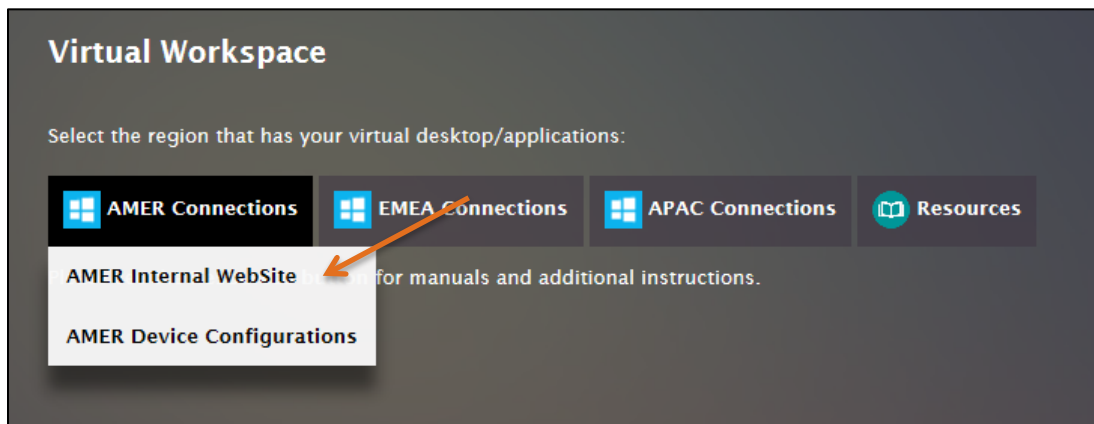 Virtual Workspace
Select the region that has your virtual desktop/applications:
AMER Connections EMEA Connections APAC Connections Resources
AMER Internal WebSite
for manuals and additional instructions.
AMER Device Configurations